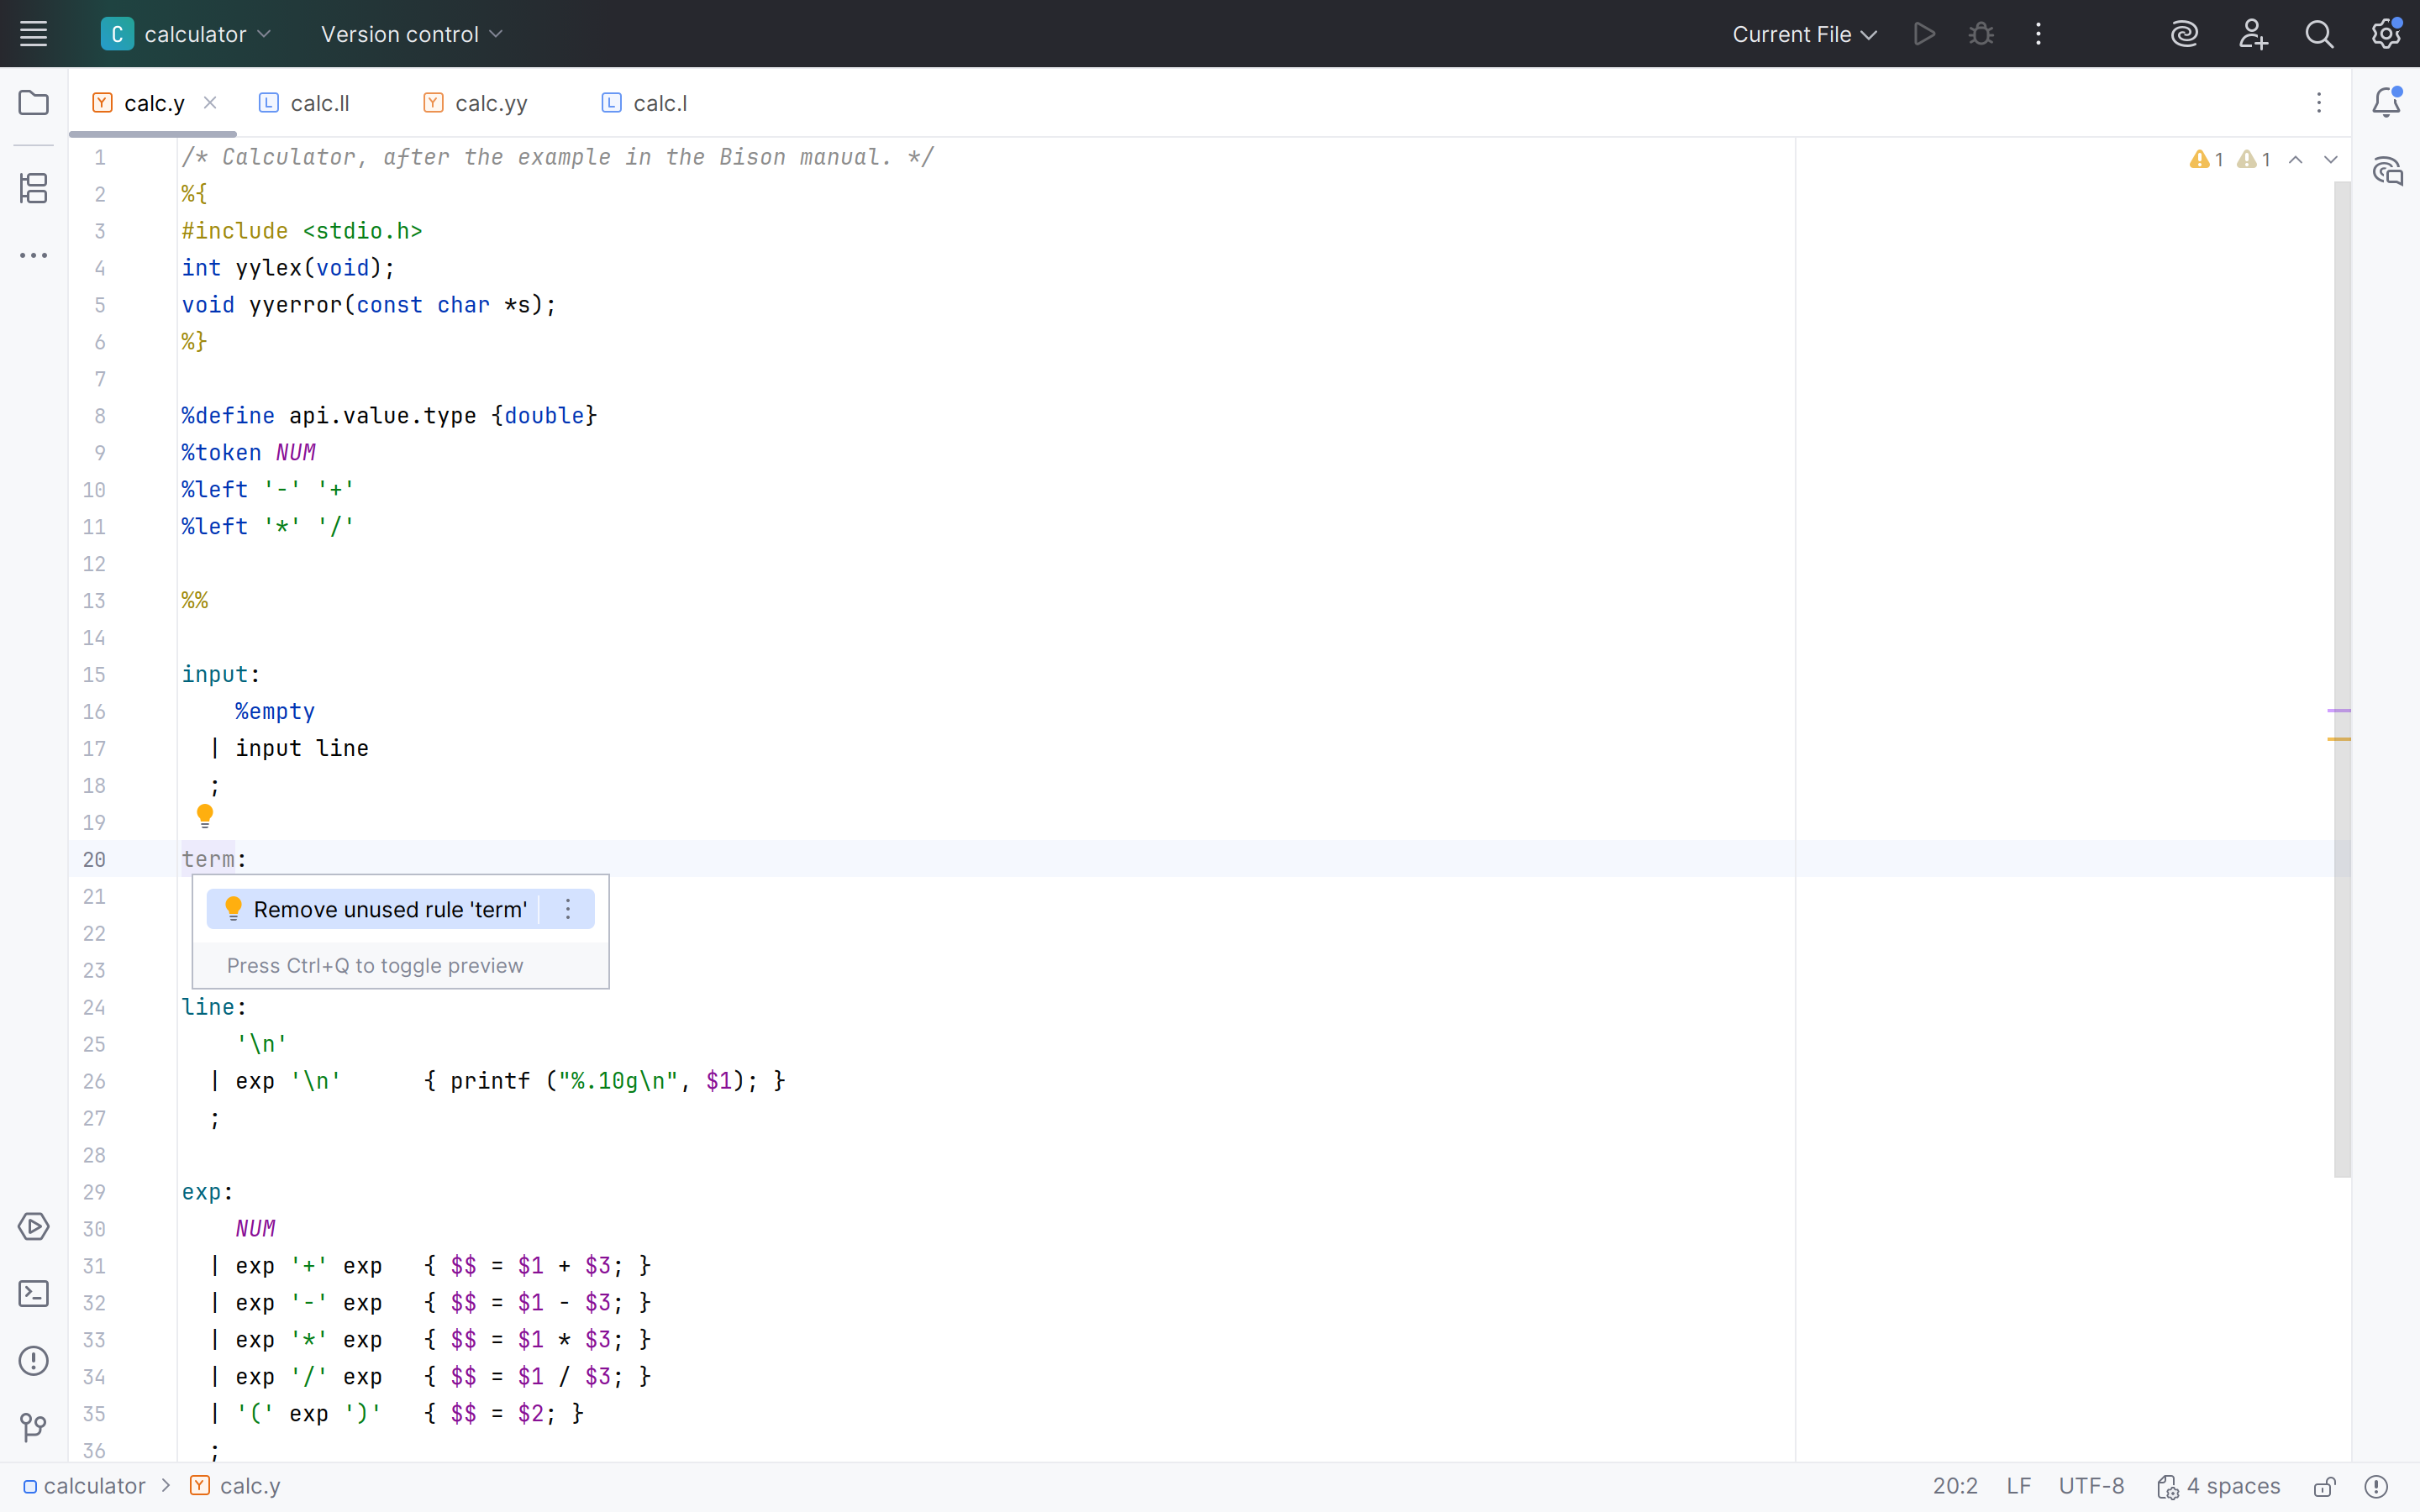 C calculator Version control Current File
calc.y calc.ll calc.yy calc.l
1 /* Calculator, after the example in the Bison manual. */ 1 1
2 %{
3 #include <stdio.h>
4 int yylex(void);
5 void yyerror(const char *s);
6 %}
7
8 %define api.value.type {double}
9 %token NUM
10 %left '-' '+'
11 %left '*' '/'
12
13 %%
14
15 input:
16 %empty
17 | input line
18 ;
19
20 term:
21
Remove unused rule 'term'
22
23
Press Ctrl+Q to toggle preview
24 line:
25 '\n'
26 | exp '\n' { printf ("%.10g\n", $1); }
27 ;
28
29 exp:
30 NUM
31 | exp '+' exp { $$ = $1 + $3; }
32 | exp '-' exp { $$ = $1 - $3; }
33 | exp '*' exp { $$ = $1 * $3; }
34 | exp '/' exp { $$ = $1 / $3; }
35 | '(' exp ')' { $$ = $2; }
36 ;
calculator > Y calc.y 20:2 LF UTF-8 4 spaces